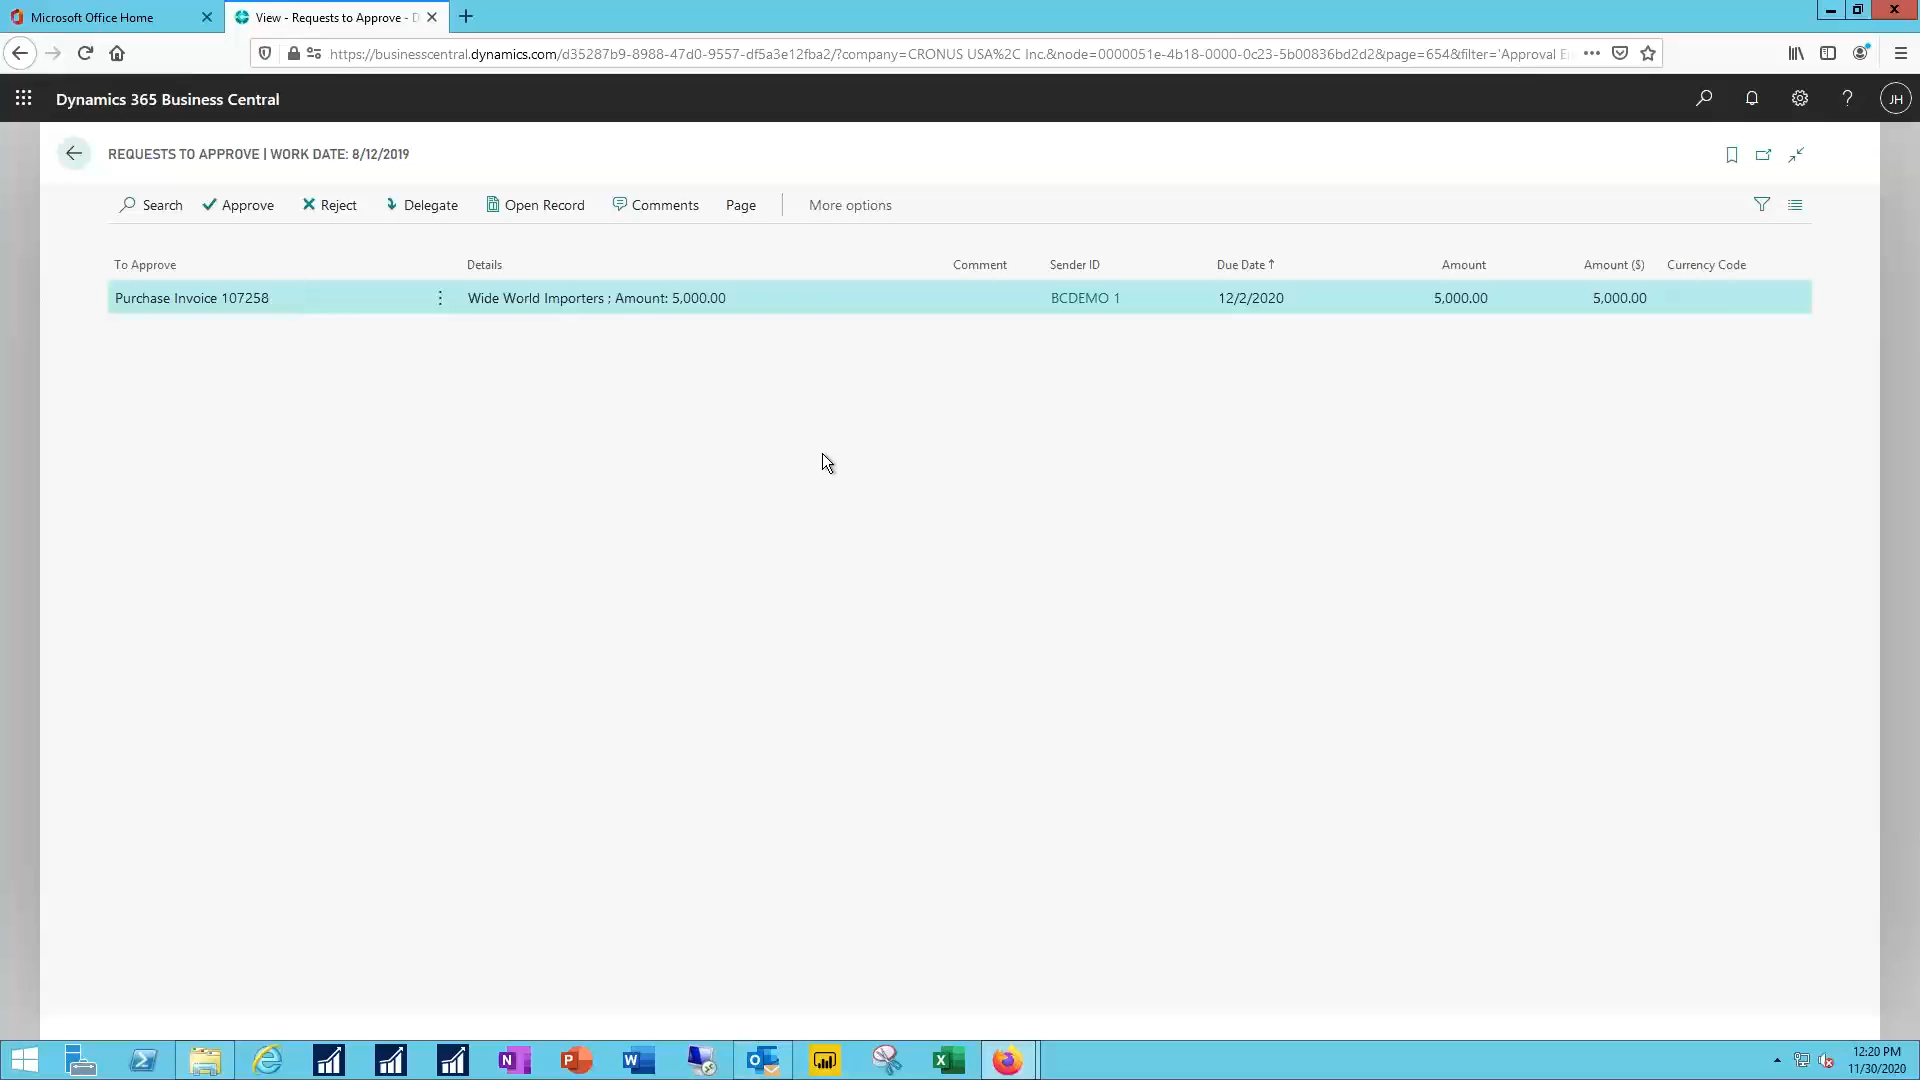 Microsoft Office Home
View - Requests to Approve - D
https://businesscentral.dynamics.com/d35287b9-8988-47d0-9557-df5a3e12fba2/?company=CRONUS USA%2C Inc.&node=0000051e-4b18-0000-0c23-5b00836bd2d2&page=654&filter='Approval E
Dynamics 365 Business Central
JH
REQUESTS TO APPROVE | WORK DATE: 8/12/2019
Search Approve Reject Delegate Open Record Comments Page More options
To Approve Details Comment Sender ID Due Date ↑ Amount Amount ($) Currency Code
Purchase Invoice 107258 Wide World Importers ; Amount: 5,000.00 BCDEMO 1 12/2/2020 5,000.00 5,000.00
12:20 PM
11/30/2020